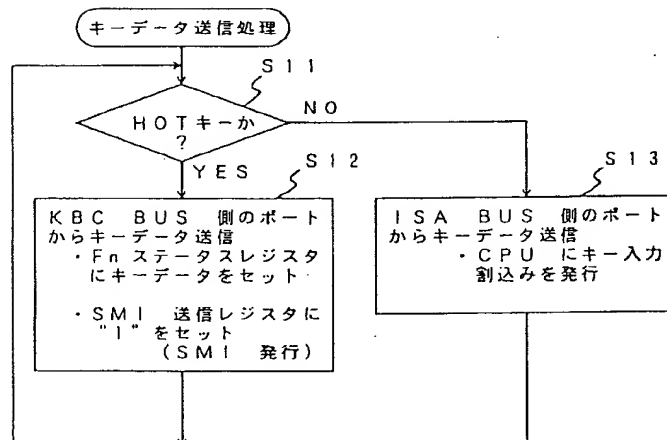 キーデータ送信処理
S11
HOTキーか
?
NO
YES
S12
KBC BUS 側のポート
からキーデータ送信
・Fnステータスレジスタ
にキーデータをセット
・SMI 送信レジスタに
"1"をセット
(SMI 発行)
S13
ISA BUS 側のポート
からキーデータ送信
・CPU にキー入力
割込みを発行